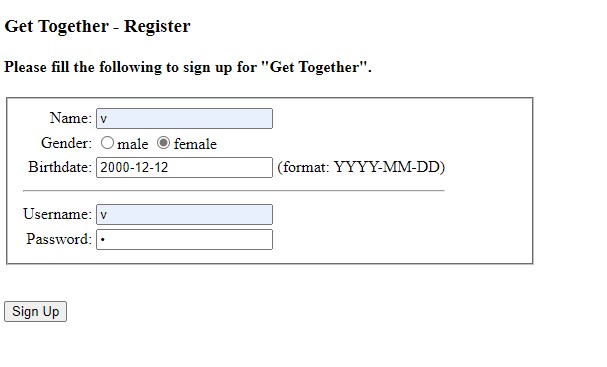 Get Together - Register
Please fill the following to sign up for "Get Together".
Name: v
Gender: male female
Birthdate: 2000-12-12 (format: YYYY-MM-DD)
Username: v
Password: •
Sign Up